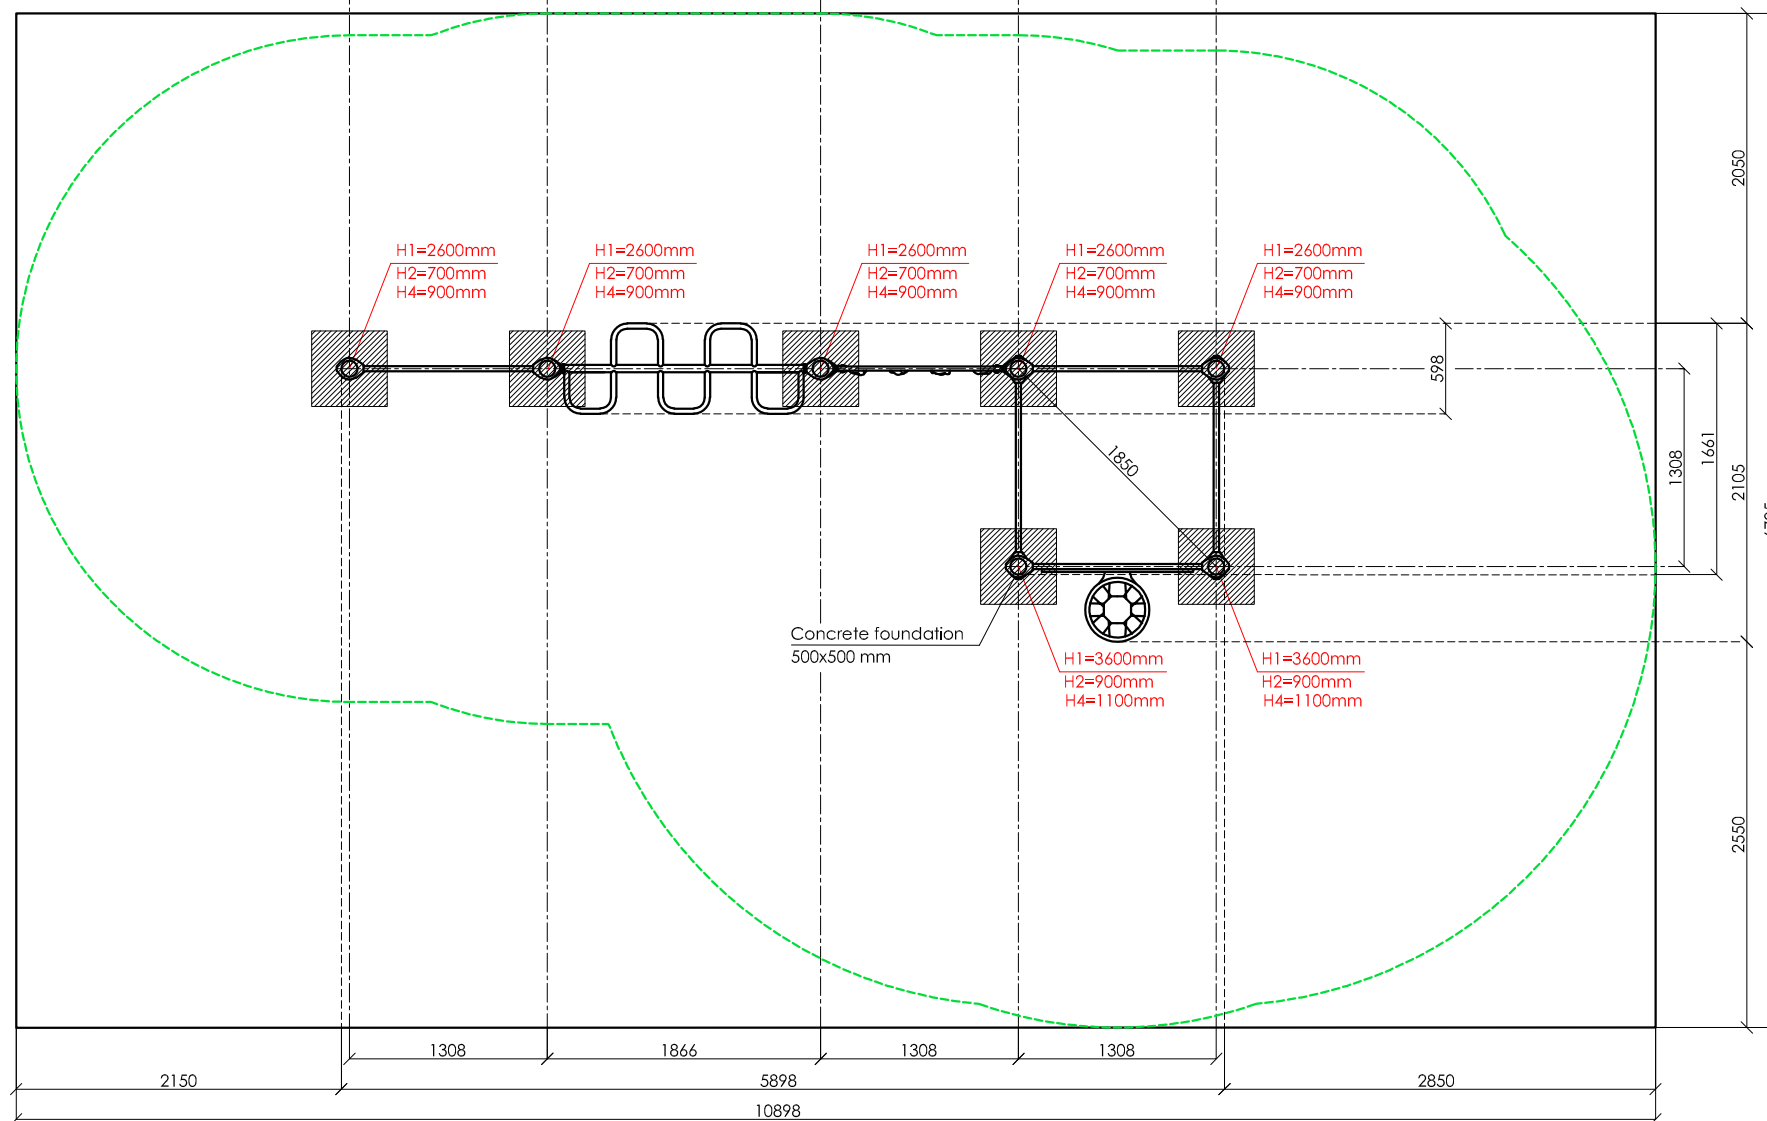 2050
H1=2600mm
H2=700mm
H4=900mm
H1=2600mm
H2=700mm
H4=900mm
H1=2600mm
H2=700mm
H4=900mm
H1=2600mm
H2=700mm
H4=900mm
H1=2600mm
H2=700mm
H4=900mm
598
1850
1308
1661
2105
Concrete foundation
500x500 mm
H1=3600mm
H2=900mm
H4=1100mm
H1=3600mm
H2=900mm
H4=1100mm
2550
1308
1866
1308
1308
2150
5898
2850
10898